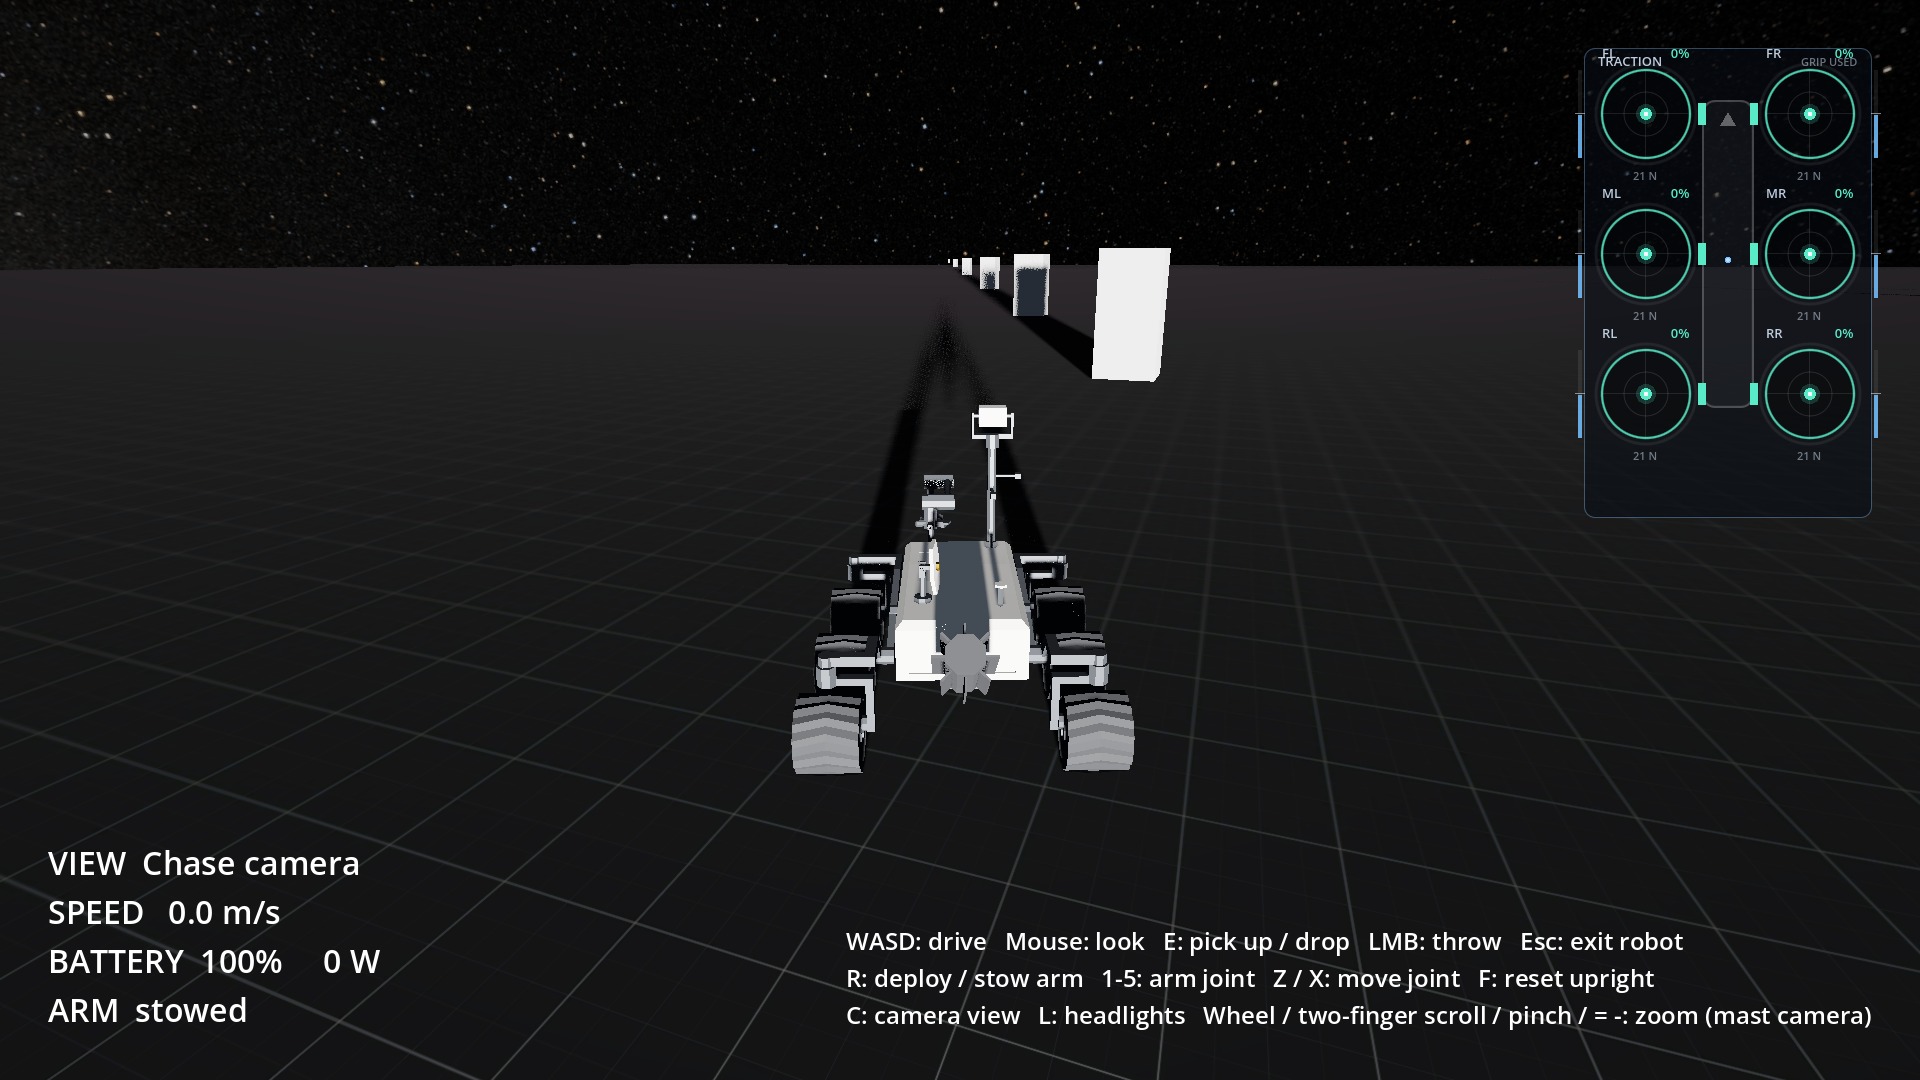 FL 0% FR 0%
TRACTION GRIP USED
21 N 21 N
ML 0% MR 0%
21 N 21 N
RL 0% RR 0%
21 N 21 N
VIEW Chase camera
SPEED 0.0 m/s
BATTERY 100% 0 W
ARM stowed
WASD: drive Mouse: look E: pick up / drop LMB: throw Esc: exit robot
R: deploy / stow arm 1-5: arm joint Z / X: move joint F: reset upright
C: camera view L: headlights Wheel / two-finger scroll / pinch / = -: zoom (mast camera)